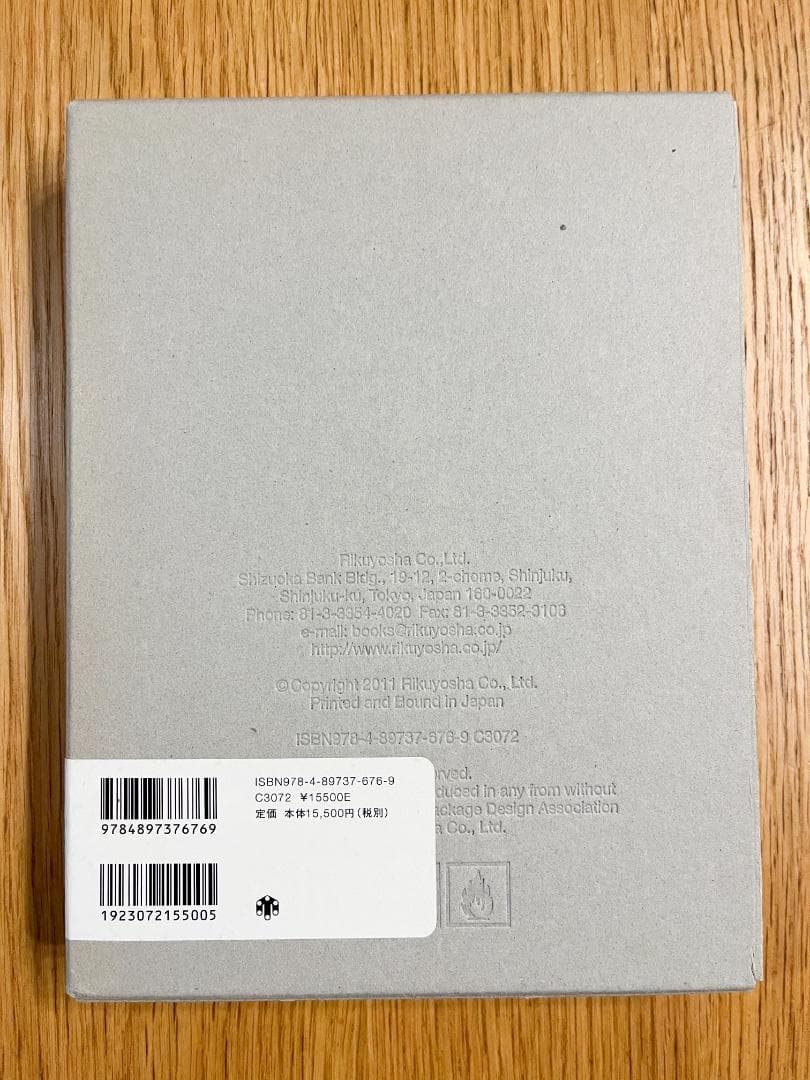 Rikuyosha Co.,Ltd.
Shizuoka Bank Bldg., 19-12, 2-chome, Shinjuku,
Shinjuku-ku, Tokyo, Japan 160-0022
Phone: 81-3-3354-4020 Fax: 81-3-3352-3106
e-mail: books@rikuyosha.co.jp
http://www.rikuyosha.co.jp/
© Copyright 2011 Rikuyosha Co., Ltd.
Printed and Bound in Japan
ISBN978-4-89737-676-9 C3072
rved.
duced in any from without
ackage Design Association
a Co., Ltd.
ISBN978-4-89737-676-9
C3072 ¥15500E
定価 本体15,500円(税別)
9784897376769
1923072155005